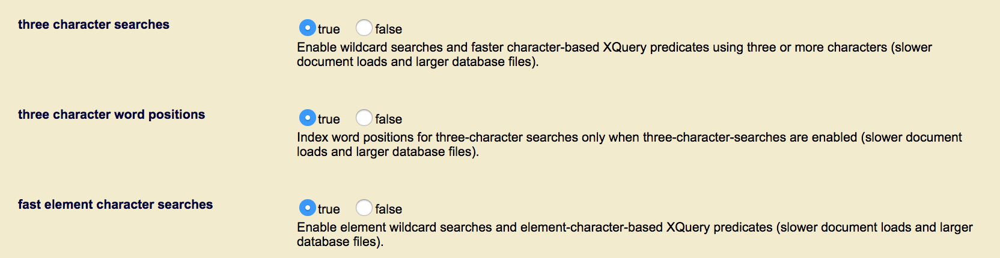 three character searches
true false
Enable wildcard searches and faster character-based XQuery predicates using three or more characters (slower
document loads and larger database files).
three character word positions
true false
Index word positions for three-character searches only when three-character-searches are enabled (slower document
loads and larger database files).
fast element character searches
true false
Enable element wildcard searches and element-character-based XQuery predicates (slower document loads and larger
database files).